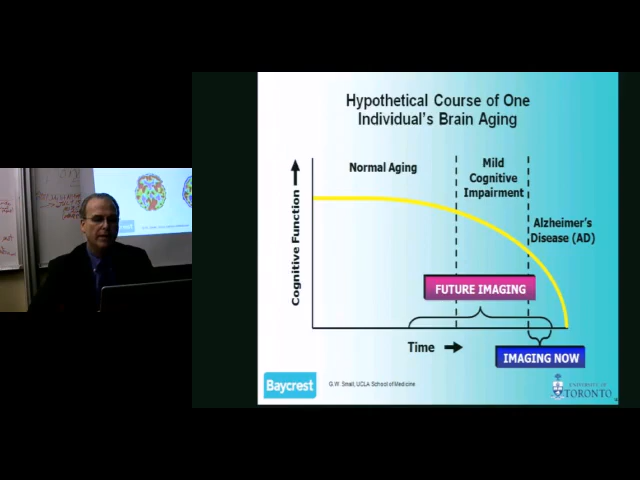 Hypothetical Course of One
Individual's Brain Aging
Normal Aging
Mild
Cognitive
Impairment
Alzheimer's
Disease (AD)
Cognitive Function
FUTURE IMAGING
Time
IMAGING NOW
Baycrest
G.W. Small, UCLA School of Medicine
UNIVERSITY OF
TORONTO
Baycrest